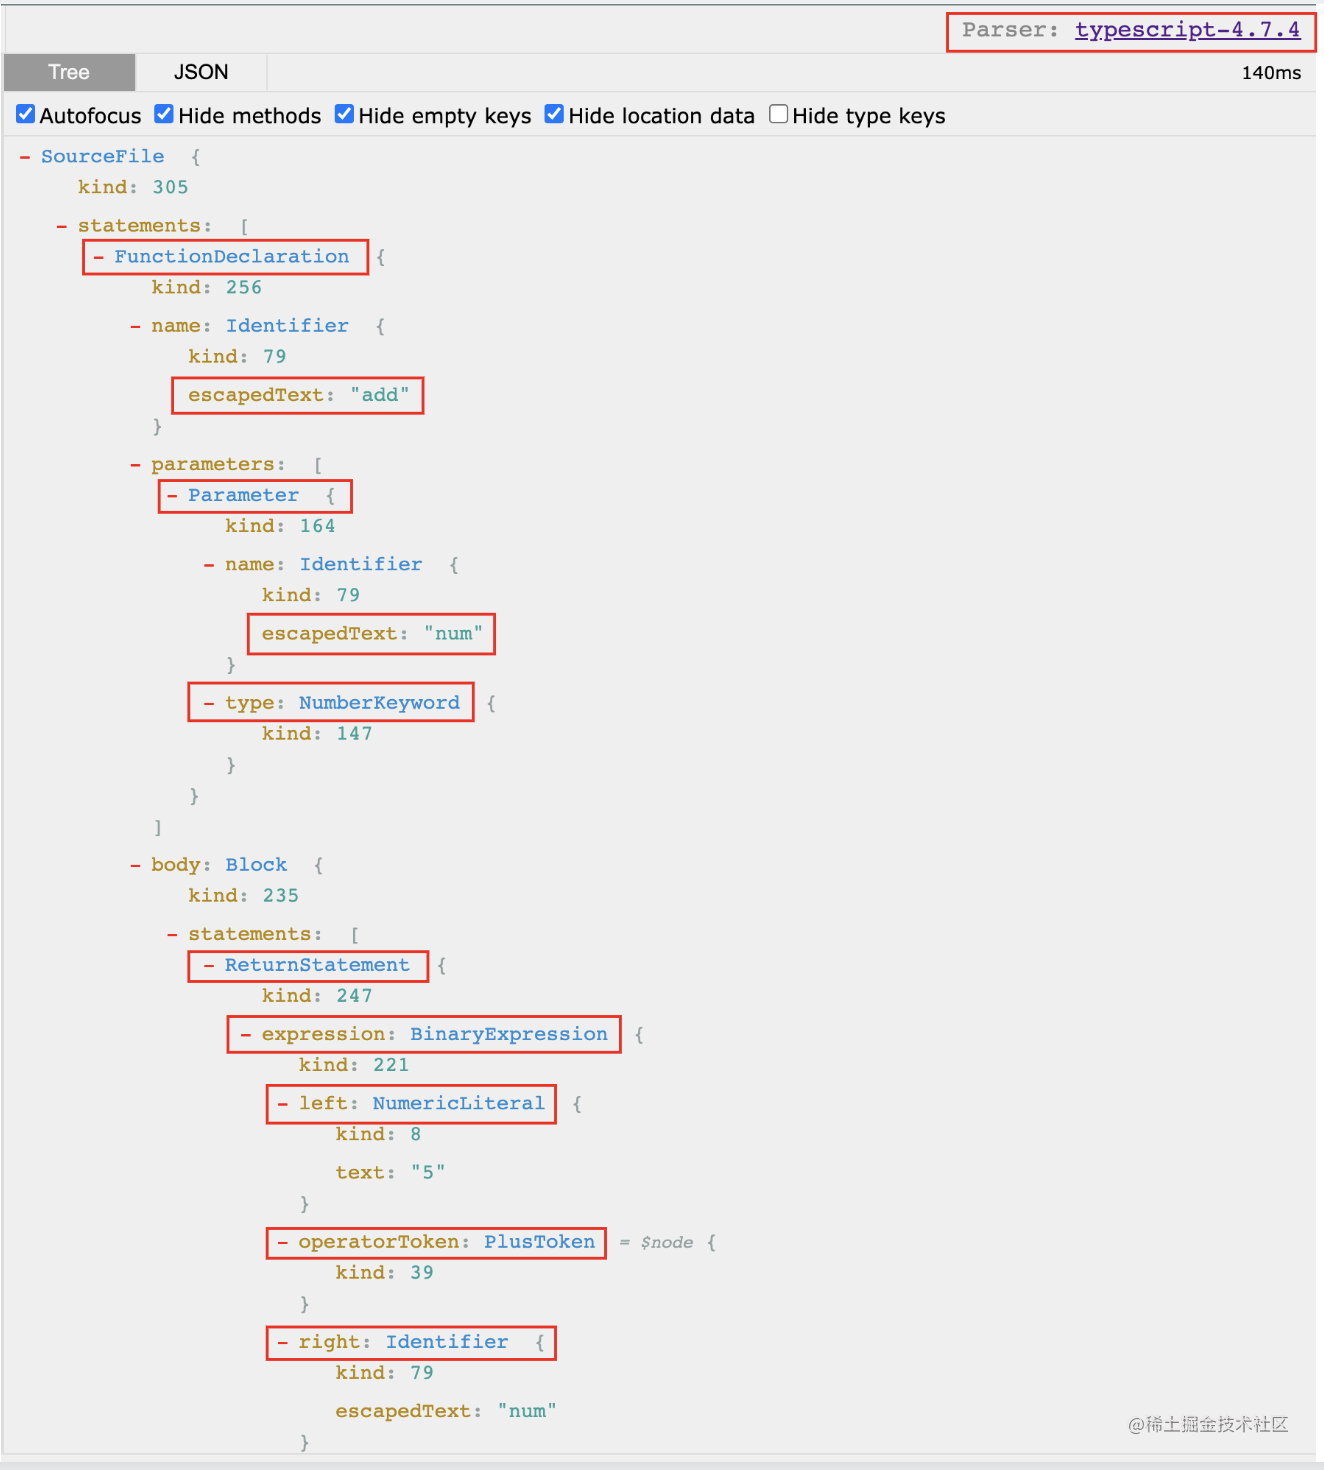 Parser: typescript-4.7.4
Tree JSON 140ms
Autofocus Hide methods Hide empty keys Hide location data Hide type keys
- SourceFile {
kind: 305
- statements: [
- FunctionDeclaration {
kind: 256
- name: Identifier {
kind: 79
escapedText: "add"
}
- parameters: [
- Parameter {
kind: 164
- name: Identifier {
kind: 79
escapedText: "num"
}
- type: NumberKeyword {
kind: 147
}
}
]
- body: Block {
kind: 235
- statements: [
- ReturnStatement {
kind: 247
- expression: BinaryExpression {
kind: 221
- left: NumericLiteral {
kind: 8
text: "5"
}
- operatorToken: PlusToken = $node {
kind: 39
}
- right: Identifier {
kind: 79
escapedText: "num"
}
@稀土掘金技术社区